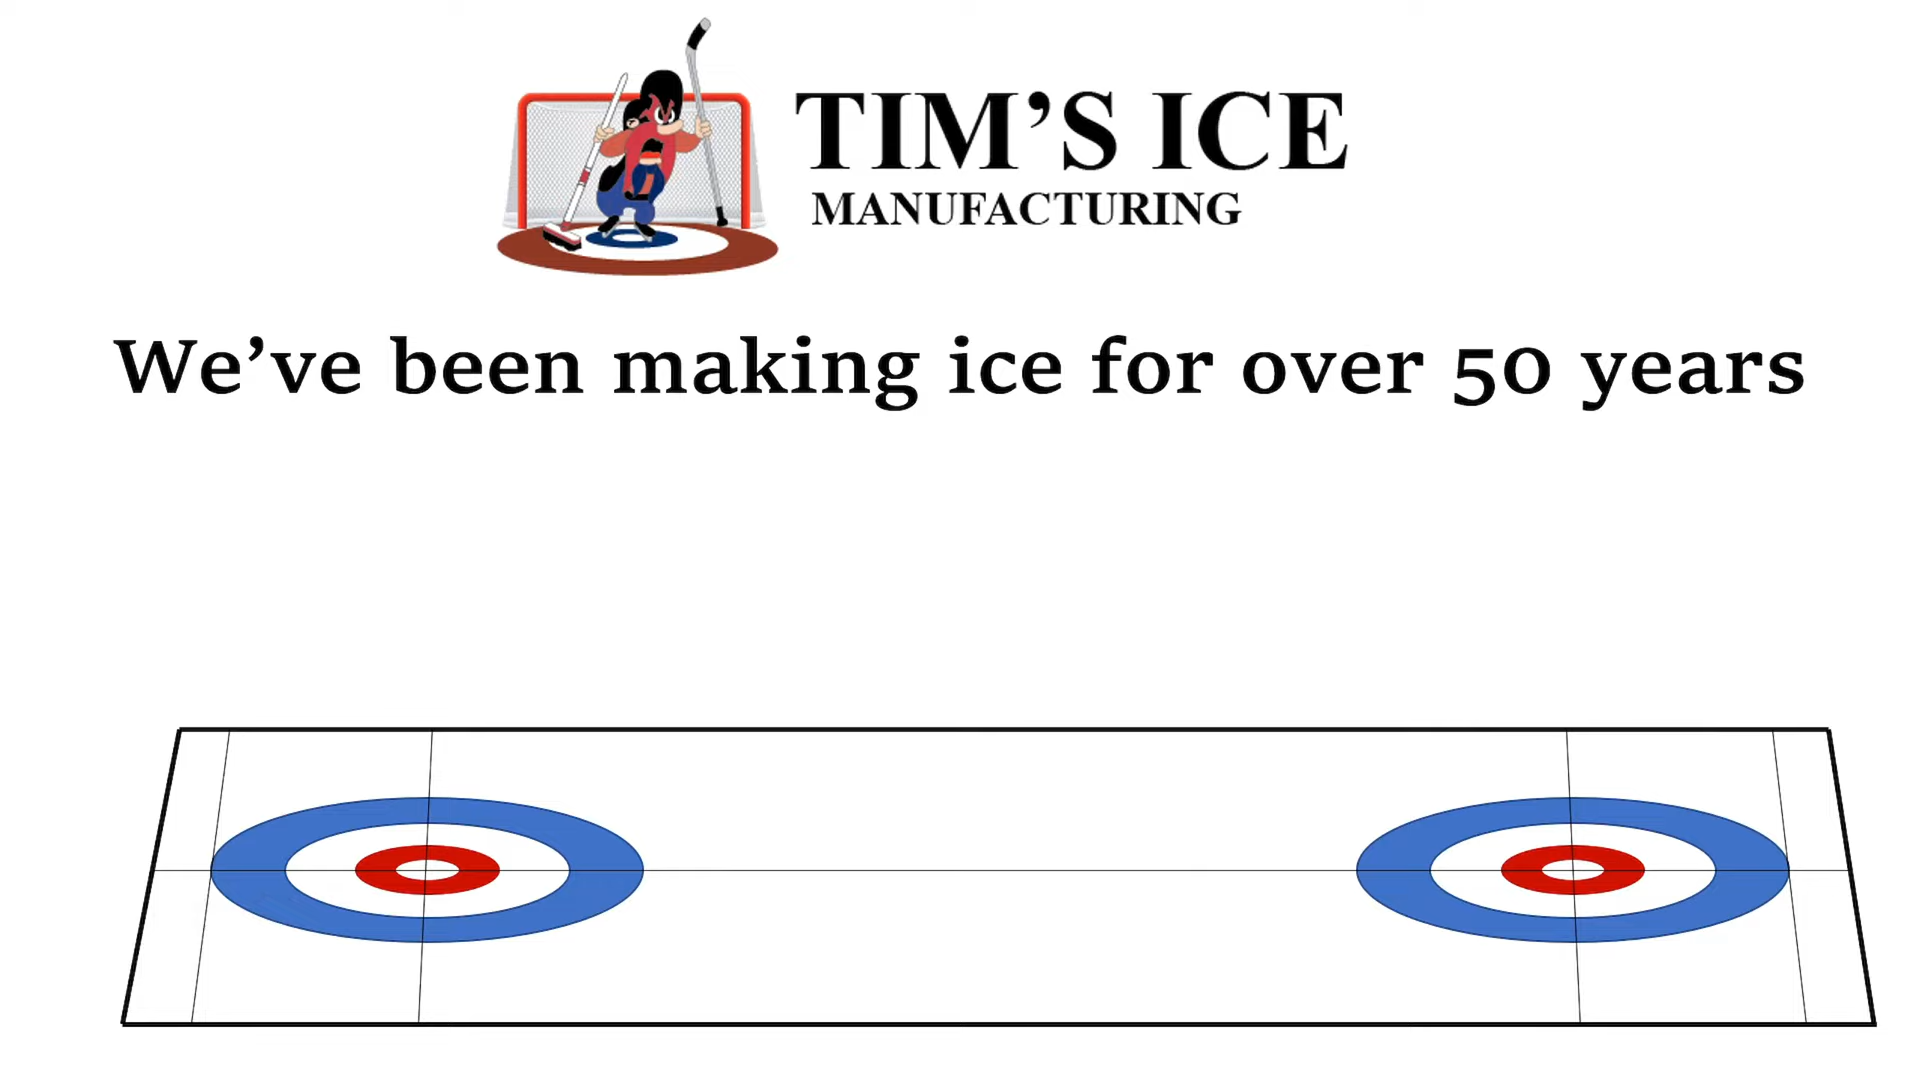 TIM’S ICE
MANUFACTURING
We’ve been making ice for over 50 years